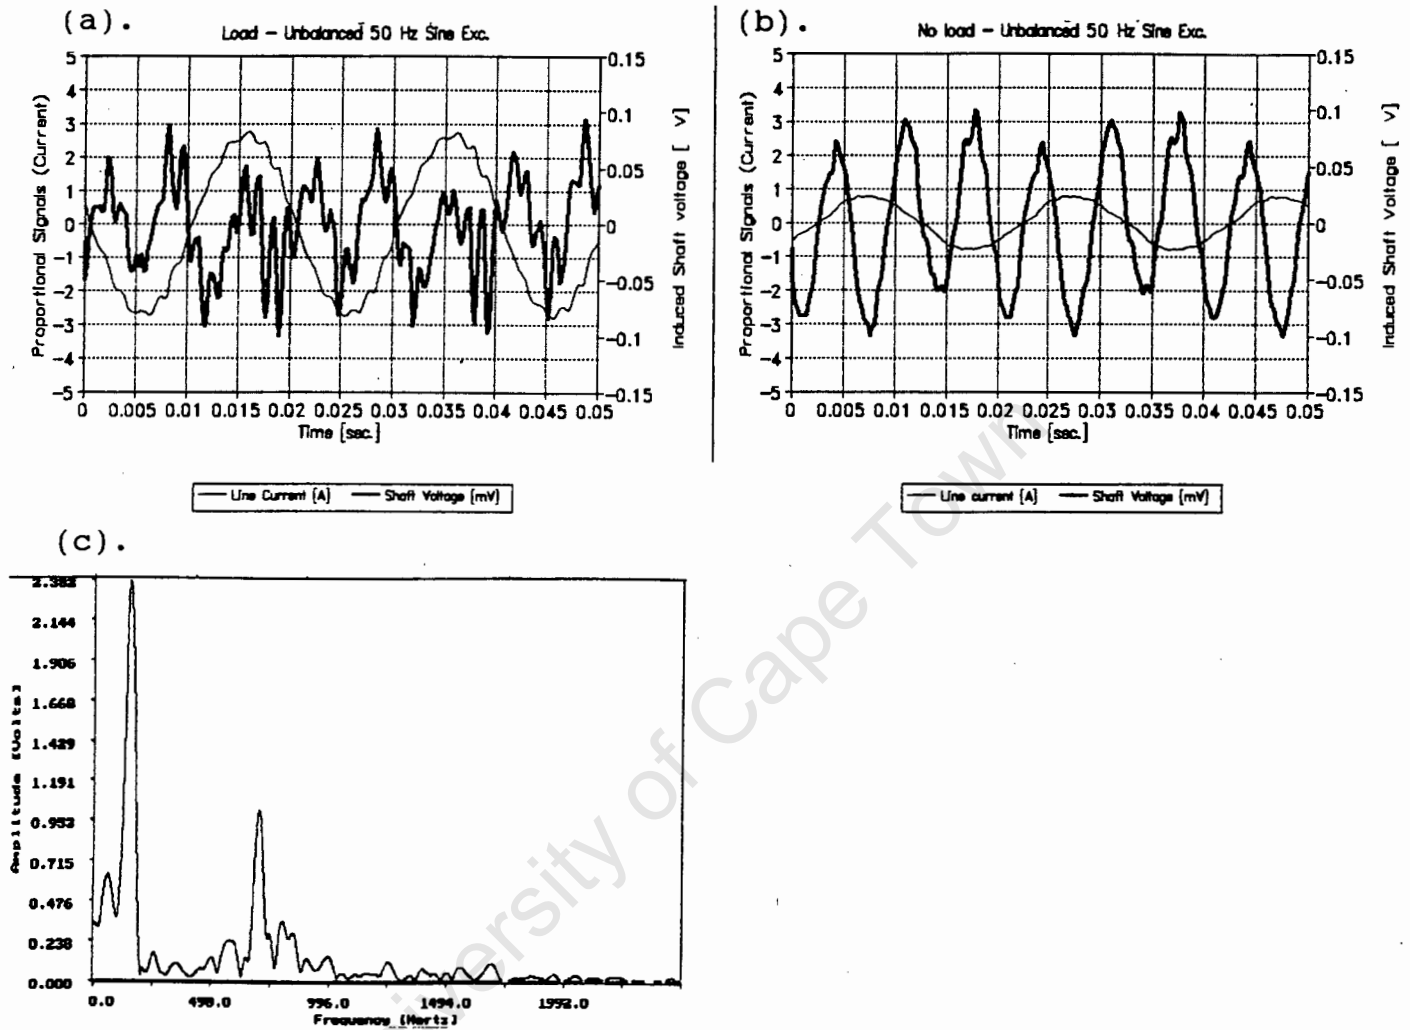 (a).
Load - Unbalanced 50 Hz Sine Exc.
Proportional Signals (Current)
5
4
3
2
1
0
-1
-2
-3
-4
-5
0.15
0.1
0.05
0
-0.05
-0.1
-0.15
Induced Shaft voltage [ V]
0 0.005 0.01 0.015 0.02 0.025 0.03 0.035 0.04 0.045 0.05
Time [sec.]
Line Current [A] Shaft Voltage [mV]
(b).
No load - Unbalanced 50 Hz Sine Exc.
Proportional Signals (Current)
5
4
3
2
1
0
-1
-2
-3
-4
-5
0.15
0.1
0.05
0
-0.05
-0.1
-0.15
Induced Shaft Voltage [ V]
0 0.005 0.01 0.015 0.02 0.025 0.03 0.035 0.04 0.045 0.05
Time [sec.]
Line current [A] Shaft Voltage [mV]
(c).
Amplitude [Volts]
2.382
2.144
1.906
1.668
1.429
1.191
0.953
0.715
0.476
0.238
0.000
0.0 498.0 996.0 1494.0 1992.0
Frequency [Hertz]
iversity of Cape Town